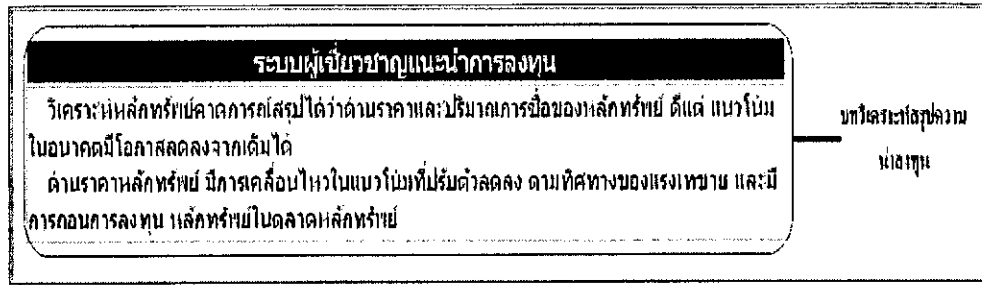 ระบบผู้เชี่ยวชาญแนะนำการลงทุน
วิเคราะห์หลักทรัพย์คาดการณ์สรุปได้ว่าด้านราคาและปริมาณการซื้อของหลักทรัพย์ ดีแต่ แนวโน้ม
ในอนาคตมีโอกาสลดลงจากเดิมได้
ด้านราคาหลักทรัพย์ มีการเคลื่อนไหวในแนวโน้มที่ปรับตัวลดลง ตามทิศทางของแรงเทขาย และมี
การถอนการลงทุน หลักทรัพย์ในตลาดหลักทรัพย์
บทวิเคราะห์สรุปความ
น่าลงทุน